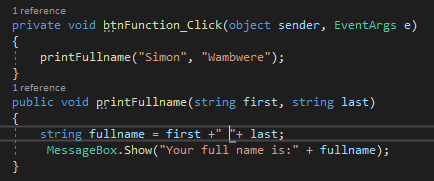 1 reference
private void btnFunction_Click(object sender, EventArgs e)
{
printFullname("Simon", "Wambwere");
}
1 reference
public void printFullname(string first, string last)
{
string fullname = first +" "+ last;
MessageBox.Show("Your full name is:" + fullname);
}